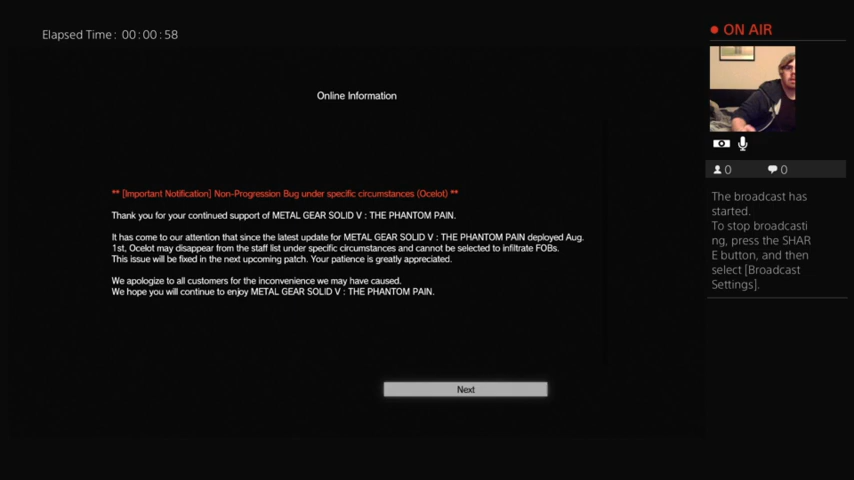 Elapsed Time: 00:00:58
ON AIR
Online Information
0 0
** [Important Notification] Non-Progression Bug under specific circumstances (Ocelot) **
Thank you for your continued support of METAL GEAR SOLID V : THE PHANTOM PAIN.
It has come to our attention that since the latest update for METAL GEAR SOLID V : THE PHANTOM PAIN deployed Aug.
1st, Ocelot may disappear from the staff list under specific circumstances and cannot be selected to infiltrate FOBs.
This issue will be fixed in the next upcoming patch. Your patience is greatly appreciated.
We apologize to all customers for the inconvenience we may have caused.
We hope you will continue to enjoy METAL GEAR SOLID V : THE PHANTOM PAIN.
Next
The broadcast has
started.
To stop broadcasti
ng, press the SHAR
E button, and then
select [Broadcast
Settings].